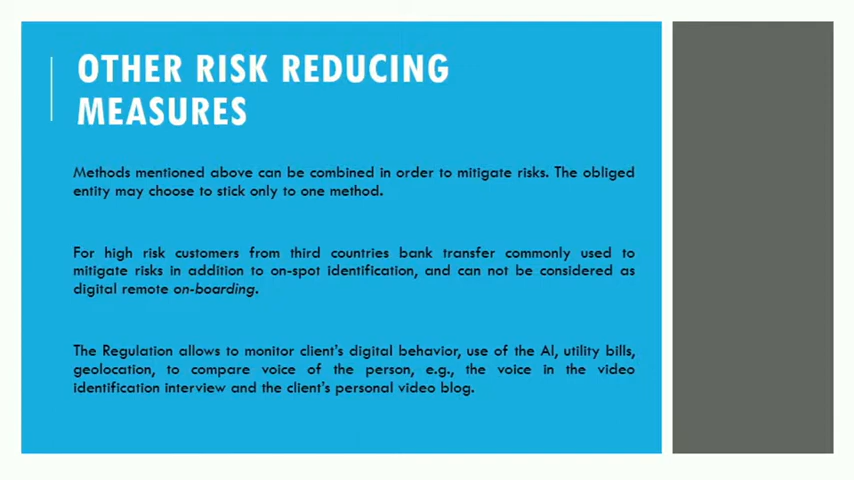 OTHER RISK REDUCING
MEASURES
Methods mentioned above can be combined in order to mitigate risks. The obliged
entity may choose to stick only to one method.
For high risk customers from third countries bank transfer commonly used to
mitigate risks in addition to on-spot identification, and can not be considered as
digital remote on-boarding.
The Regulation allows to monitor client's digital behavior, use of the AI, utility bills,
geolocation, to compare voice of the person, e.g., the voice in the video
identification interview and the client's personal video blog.